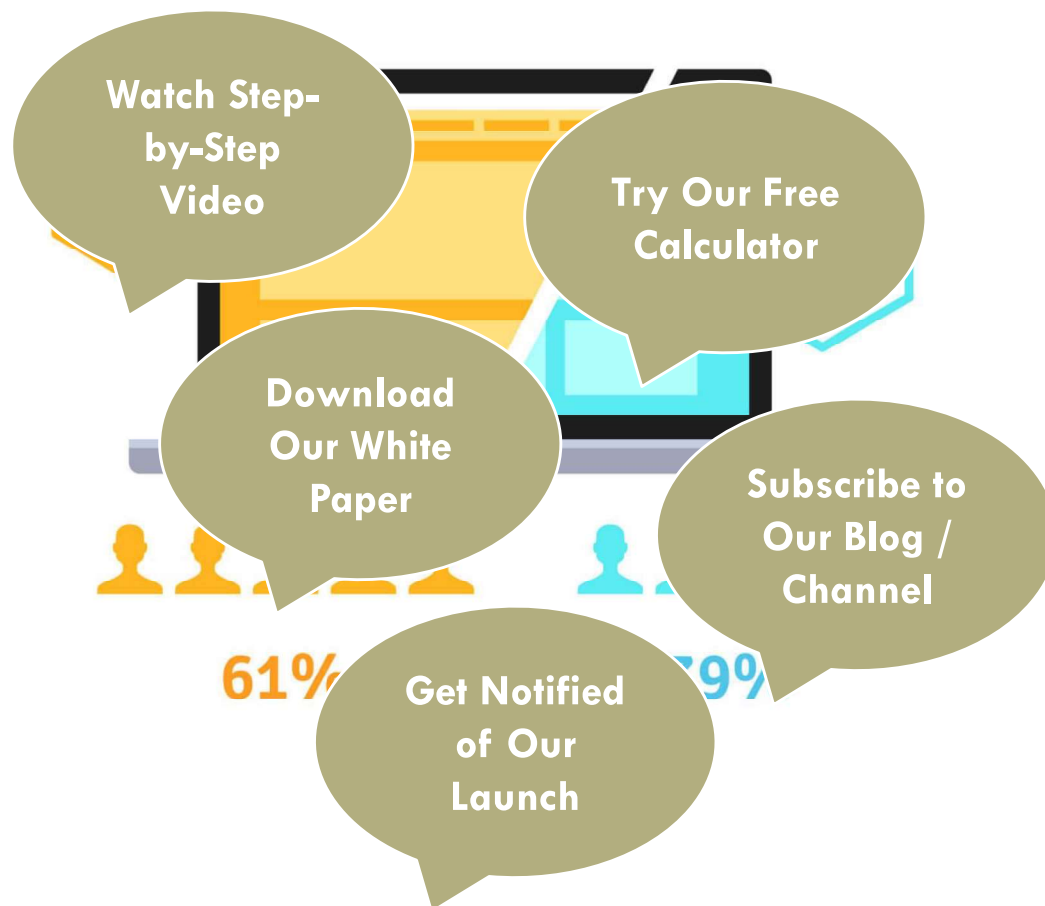 Watch Step-
by-Step
Video
Try Our Free
Calculator
Download
Our White
Paper
Subscribe to
Our Blog /
Channel
61%
39%
Get Notified
of Our
Launch